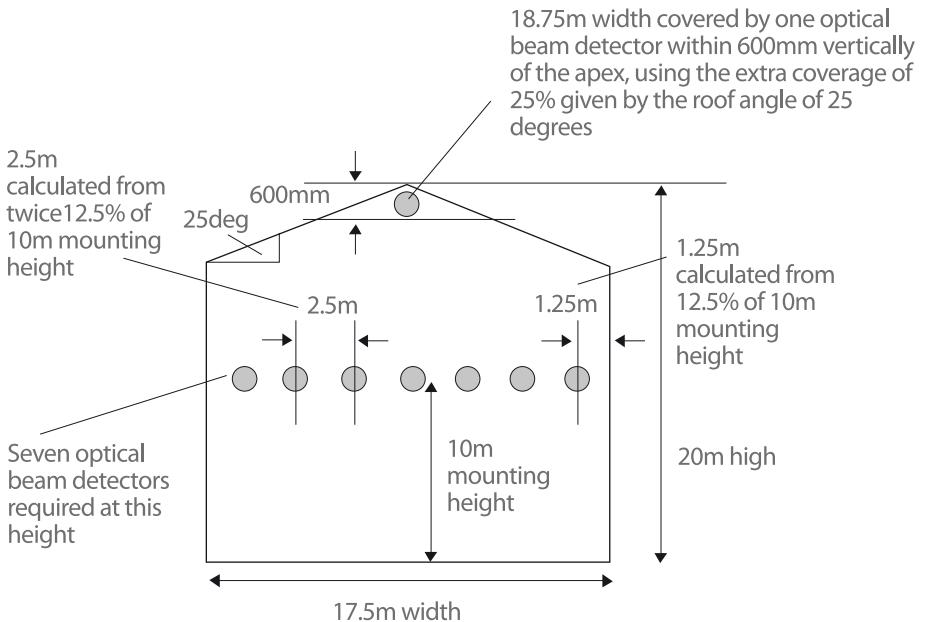 18.75m width covered by one optical
beam detector within 600mm vertically
of the apex, using the extra coverage of
25% given by the roof angle of 25
degrees
2.5m
calculated from
twice12.5% of
10m mounting
height
600mm
25deg
2.5m
1.25m
1.25m
calculated from
12.5% of 10m
mounting
height
Seven optical
beam detectors
required at this
height
10m
mounting
height
20m high
17.5m width